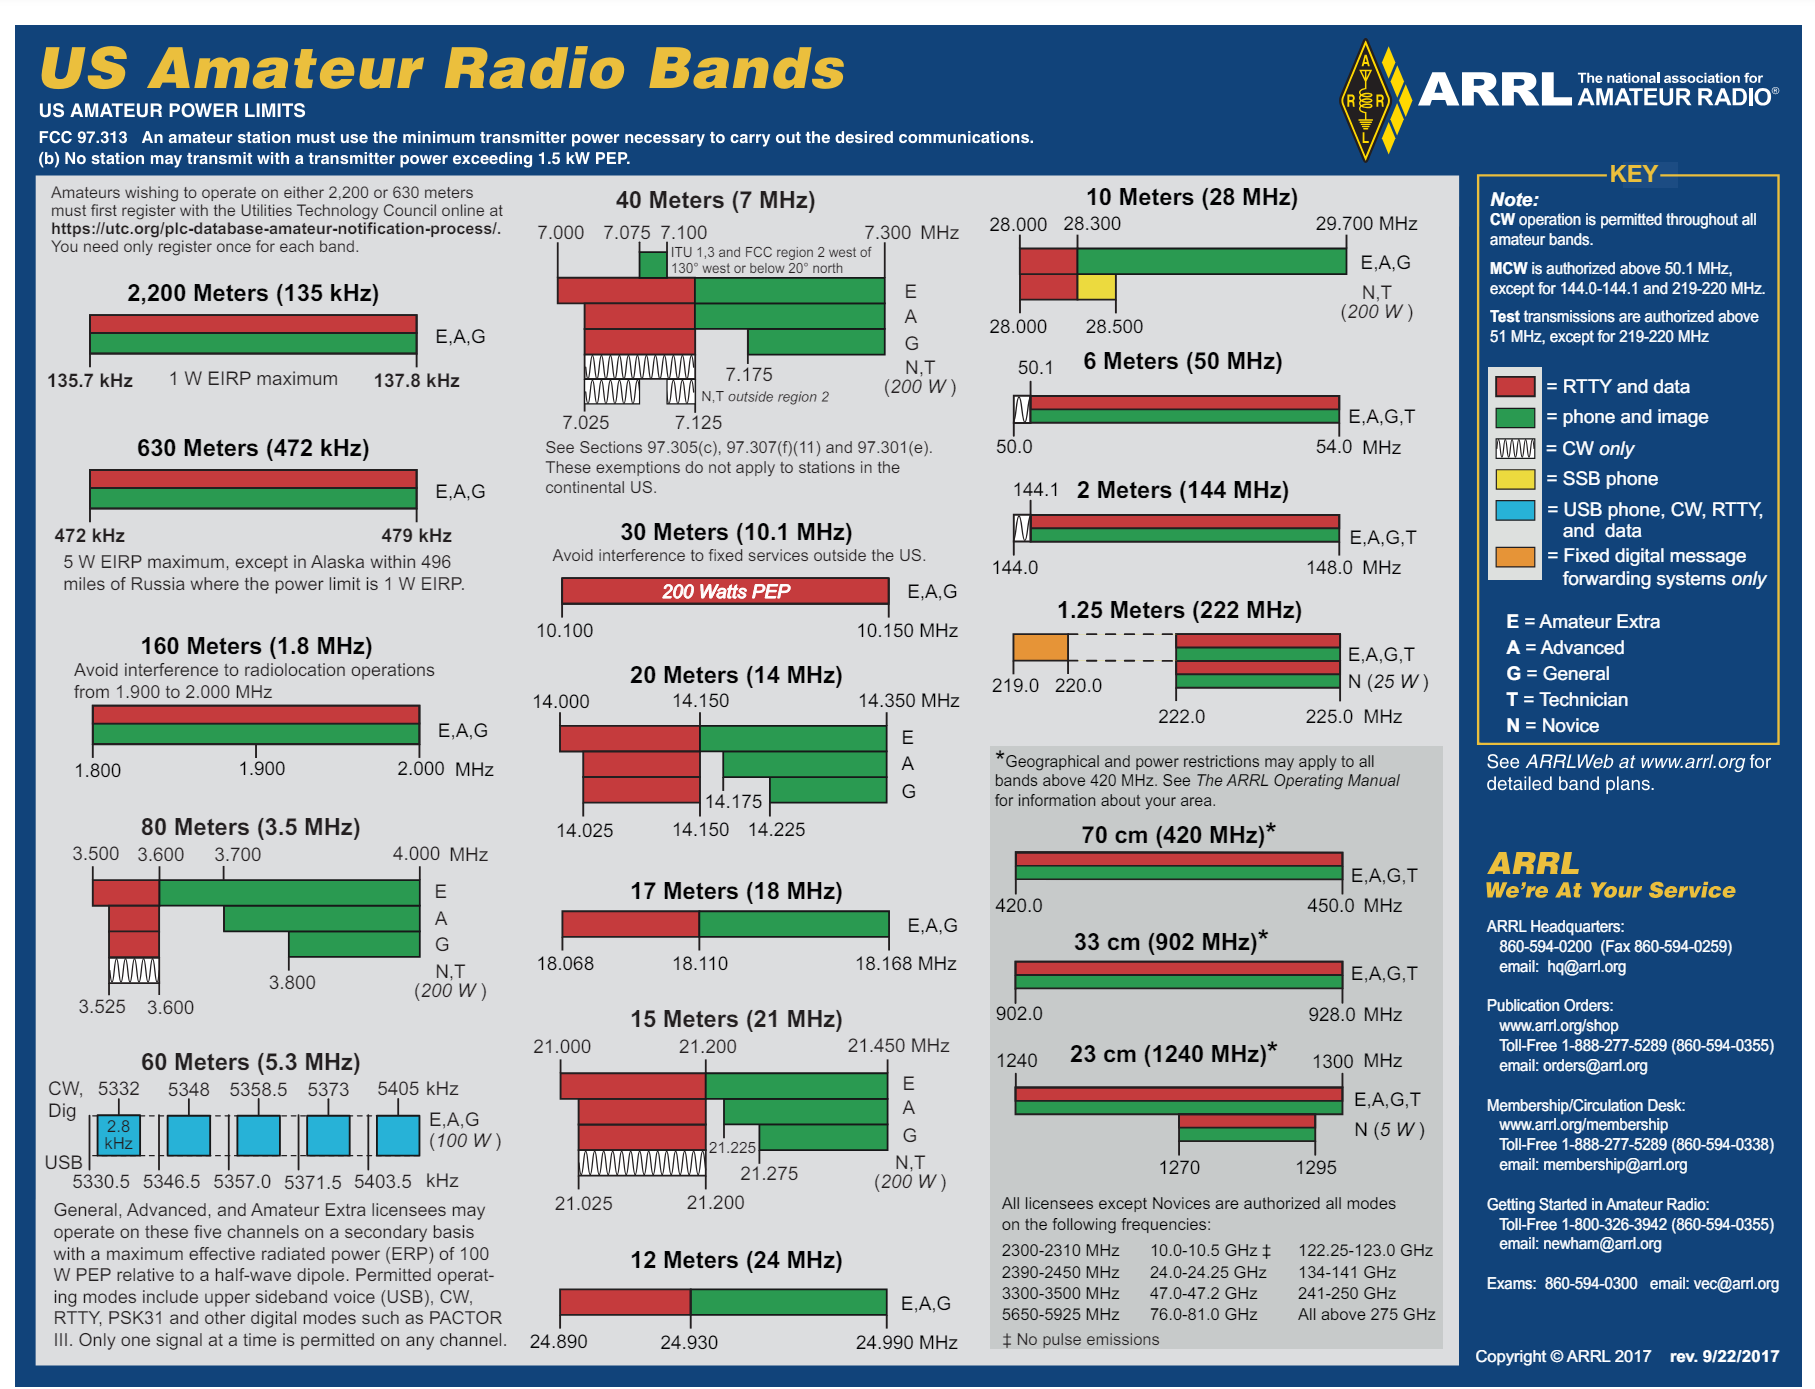 US Amateur Radio Bands
US AMATEUR POWER LIMITS
FCC 97.313 An amateur station must use the minimum transmitter power necessary to carry out the desired communications.
(b) No station may transmit with a transmitter power exceeding 1.5 kW PEP.
A
R R
L
ARRL The national association for
AMATEUR RADIO®
Amateurs wishing to operate on either 2,200 or 630 meters
must first register with the Utilities Technology Council online at
https://utc.org/plc-database-amateur-notification-process/.
You need only register once for each band.
2,200 Meters (135 kHz)
E,A,G
135.7 kHz 1 W EIRP maximum 137.8 kHz
630 Meters (472 kHz)
E,A,G
472 kHz 479 kHz
5 W EIRP maximum, except in Alaska within 496
miles of Russia where the power limit is 1 W EIRP.
160 Meters (1.8 MHz)
Avoid interference to radiolocation operations
from 1.900 to 2.000 MHz
E,A,G
1.800 1.900 2.000 MHz
80 Meters (3.5 MHz)
3.500 3.600 3.700 4.000 MHz
E
A
G
N,T
(200 W)
3.800
3.525 3.600
60 Meters (5.3 MHz)
CW,
Dig
5332 5348 5358.5 5373 5405 kHz
2.8
kHz
E,A,G
(100 W)
USB
5330.5 5346.5 5357.0 5371.5 5403.5 kHz
General, Advanced, and Amateur Extra licensees may
operate on these five channels on a secondary basis
with a maximum effective radiated power (ERP) of 100
W PEP relative to a half-wave dipole. Permitted operat-
ing modes include upper sideband voice (USB), CW,
RTTY, PSK31 and other digital modes such as PACTOR
III. Only one signal at a time is permitted on any channel.
40 Meters (7 MHz)
7.000 7.075 7.100 7.300 MHz
ITU 1,3 and FCC region 2 west of
130° west or below 20° north
E
A
G
N,T
(200 W)
7.175
N,T outside region 2
7.025 7.125
See Sections 97.305(c), 97.307(f)(11) and 97.301(e).
These exemptions do not apply to stations in the
continental US.
30 Meters (10.1 MHz)
Avoid interference to fixed services outside the US.
200 Watts PEP
E,A,G
10.100 10.150 MHz
20 Meters (14 MHz)
14.000 14.150 14.350 MHz
E
A
G
14.175
14.025 14.150 14.225
17 Meters (18 MHz)
E,A,G
18.068 18.110 18.168 MHz
15 Meters (21 MHz)
21.000 21.200 21.450 MHz
E
A
G
N,T
(200 W)
21.225
21.275
21.025 21.200
12 Meters (24 MHz)
E,A,G
24.890 24.930 24.990 MHz
10 Meters (28 MHz)
28.000 28.300 29.700 MHz
E,A,G
N,T
(200 W)
28.000 28.500
6 Meters (50 MHz)
50.1
E,A,G,T
50.0 54.0 MHz
144.1 2 Meters (144 MHz)
E,A,G,T
144.0 148.0 MHz
1.25 Meters (222 MHz)
E,A,G,T
N (25 W)
219.0 220.0
222.0 225.0 MHz
*Geographical and power restrictions may apply to all
bands above 420 MHz. See The ARRL Operating Manual
for information about your area.
70 cm (420 MHz)*
E,A,G,T
420.0 450.0 MHz
33 cm (902 MHz)*
E,A,G,T
902.0 928.0 MHz
1240 23 cm (1240 MHz)* 1300 MHz
E,A,G,T
N (5 W)
1270 1295
All licensees except Novices are authorized all modes
on the following frequencies:
2300-2310 MHz 10.0-10.5 GHz ‡ 122.25-123.0 GHz
2390-2450 MHz 24.0-24.25 GHz 134-141 GHz
3300-3500 MHz 47.0-47.2 GHz 241-250 GHz
5650-5925 MHz 76.0-81.0 GHz All above 275 GHz
‡ No pulse emissions
KEY
Note:
CW operation is permitted throughout all
amateur bands.
MCW is authorized above 50.1 MHz,
except for 144.0-144.1 and 219-220 MHz.
Test transmissions are authorized above
51 MHz, except for 219-220 MHz
= RTTY and data
= phone and image
= CW only
= SSB phone
= USB phone, CW, RTTY,
and data
= Fixed digital message
forwarding systems only
E = Amateur Extra
A = Advanced
G = General
T = Technician
N = Novice
See ARRLWeb at www.arrl.org for
detailed band plans.
ARRL
We're At Your Service
ARRL Headquarters:
860-594-0200 (Fax 860-594-0259)
email: hq@arrl.org
Publication Orders:
www.arrl.org/shop
Toll-Free 1-888-277-5289 (860-594-0355)
email: orders@arrl.org
Membership/Circulation Desk:
www.arrl.org/membership
Toll-Free 1-888-277-5289 (860-594-0338)
email: membership@arrl.org
Getting Started in Amateur Radio:
Toll-Free 1-800-326-3942 (860-594-0355)
email: newham@arrl.org
Exams: 860-594-0300 email: vec@arrl.org
Copyright © ARRL 2017 rev. 9/22/2017